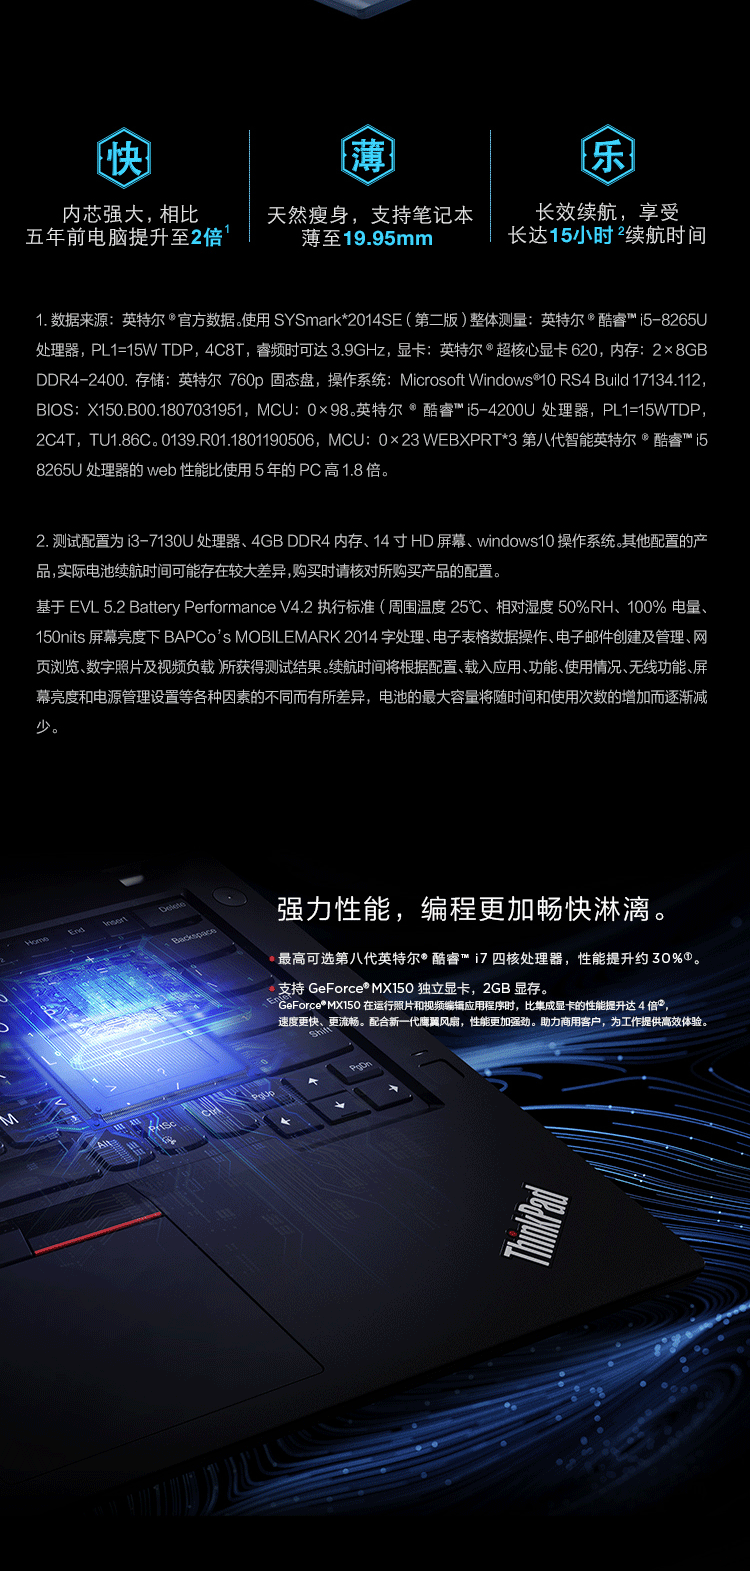 快
薄
乐
内芯强大，相比
五年前电脑提升至2倍¹
天然瘦身，支持笔记本
薄至19.95mm
长效续航，享受
长达15小时²续航时间
1. 数据来源：英特尔®官方数据。使用 SYSmark*2014SE（第二版）整体测量：英特尔®酷睿™ i5-8265U
处理器，PL1=15W TDP，4C8T，睿频时可达 3.9GHz，显卡：英特尔®超核心显卡 620，内存：2×8GB
DDR4-2400. 存储：英特尔 760p 固态盘，操作系统：Microsoft Windows®10 RS4 Build 17134.112，
BIOS：X150.B00.1807031951，MCU：0×98。英特尔 ® 酷睿™ i5-4200U 处理器，PL1=15WTDP，
2C4T，TU1.86C。0139.R01.1801190506，MCU：0×23 WEBXPRT*3 第八代智能英特尔 ® 酷睿™ i5
8265U 处理器的 web 性能比使用 5 年的 PC 高 1.8 倍。
2. 测试配置为 i3-7130U 处理器、4GB DDR4 内存、14 寸 HD 屏幕、windows10 操作系统。其他配置的产
品，实际电池续航时间可能存在较大差异，购买时请核对所购买产品的配置。
基于 EVL 5.2 Battery Performance V4.2 执行标准（周围温度 25℃、相对湿度 50%RH、100% 电量、
150nits 屏幕亮度下 BAPCo's MOBILEMARK 2014 字处理、电子表格数据操作、电子邮件创建及管理、网
页浏览、数字照片及视频负载）所获得测试结果。续航时间将根据配置、载入应用、功能、使用情况、无线功能、屏
幕亮度和电源管理设置等各种因素的不同而有所差异，电池的最大容量将随时间和使用次数的增加而逐渐减
少。
强力性能，编程更加畅快淋漓。
最高可选第八代英特尔®酷睿™ i7 四核处理器，性能提升约 30%①。
支持 GeForce® MX150 独立显卡，2GB 显存。
GeForce® MX150 在运行照片和视频编辑应用程序时，比集成显卡的性能提升达 4 倍②，
速度更快、更流畅。配合新一代鹰翼风扇，性能更加强劲。助力商用客户，为工作提供高效体验。
Home
End
Insert
Delete
Backspace
Enter
Shift
M
Alt
PrtSc
Ctrl
PgUp
PgDn
ThinkPad